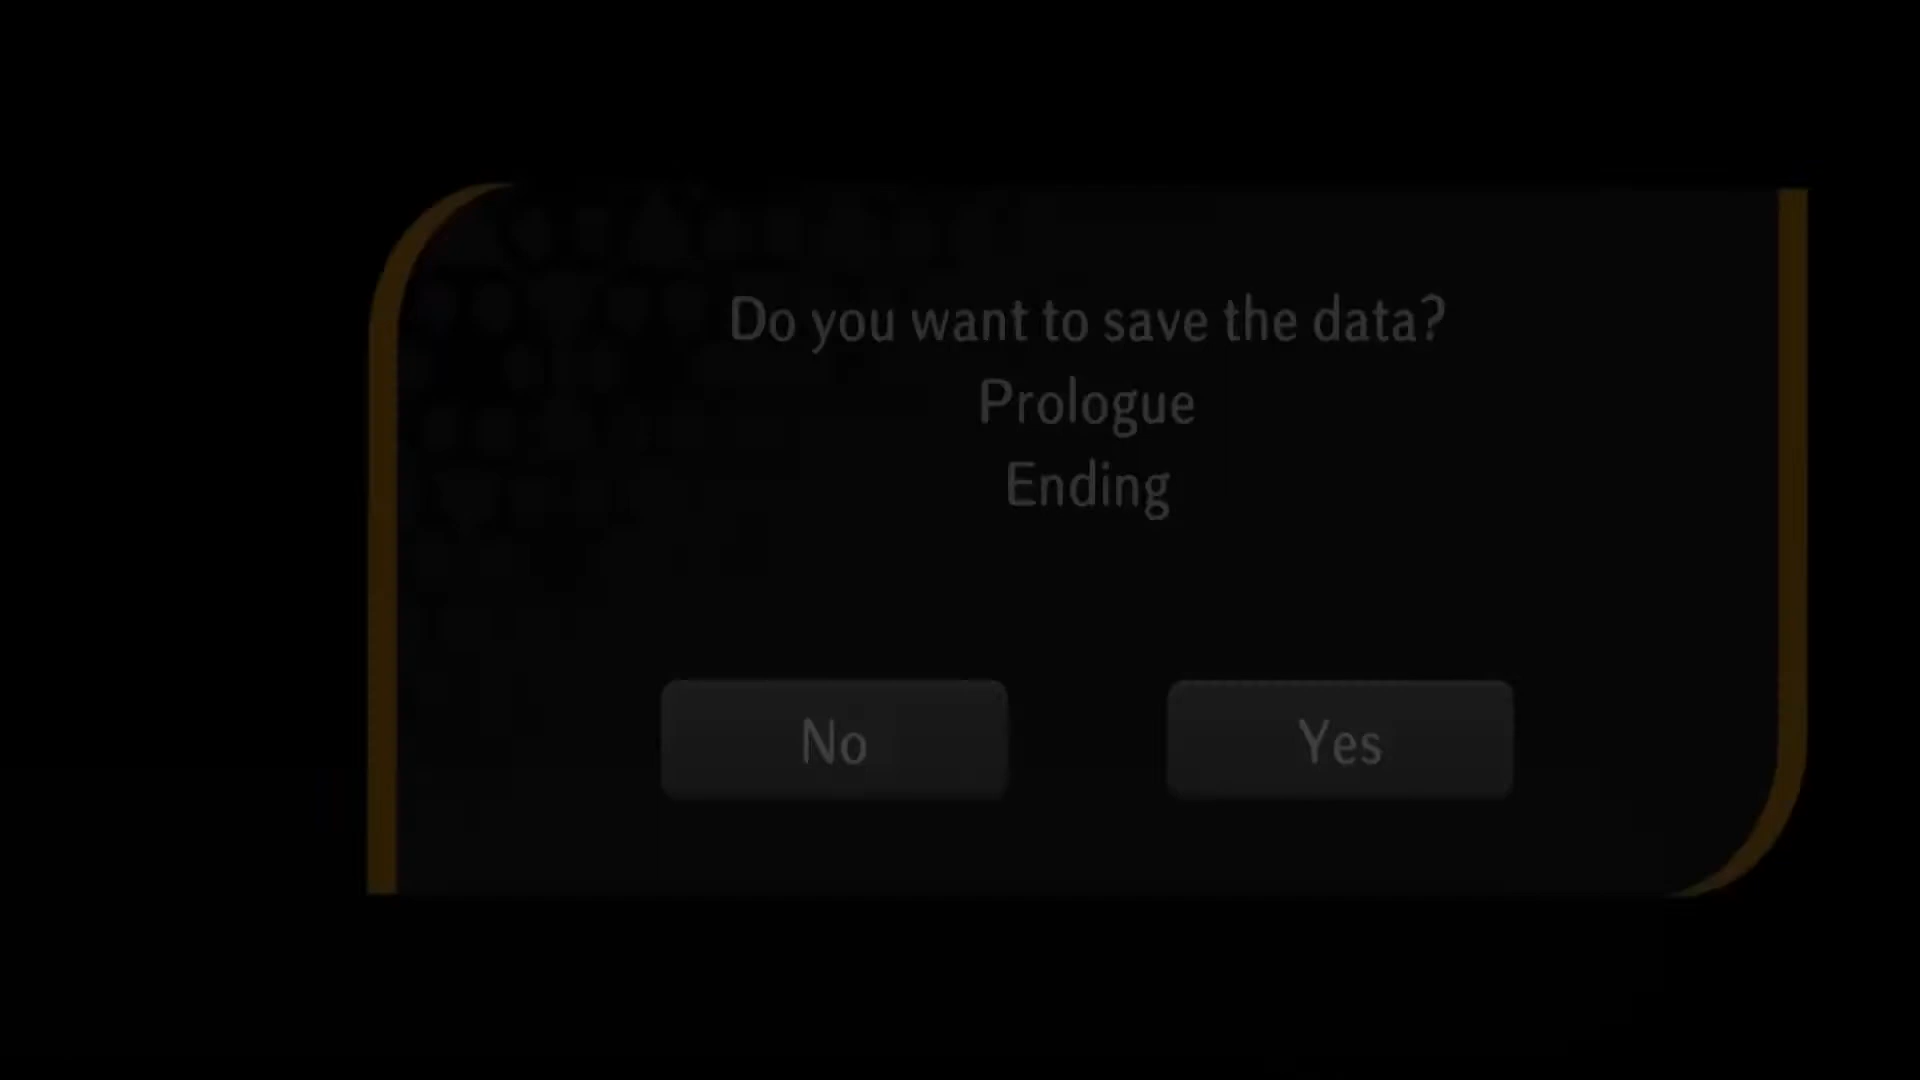 Do you want to save the data?
Prologue
Ending
No
Yes